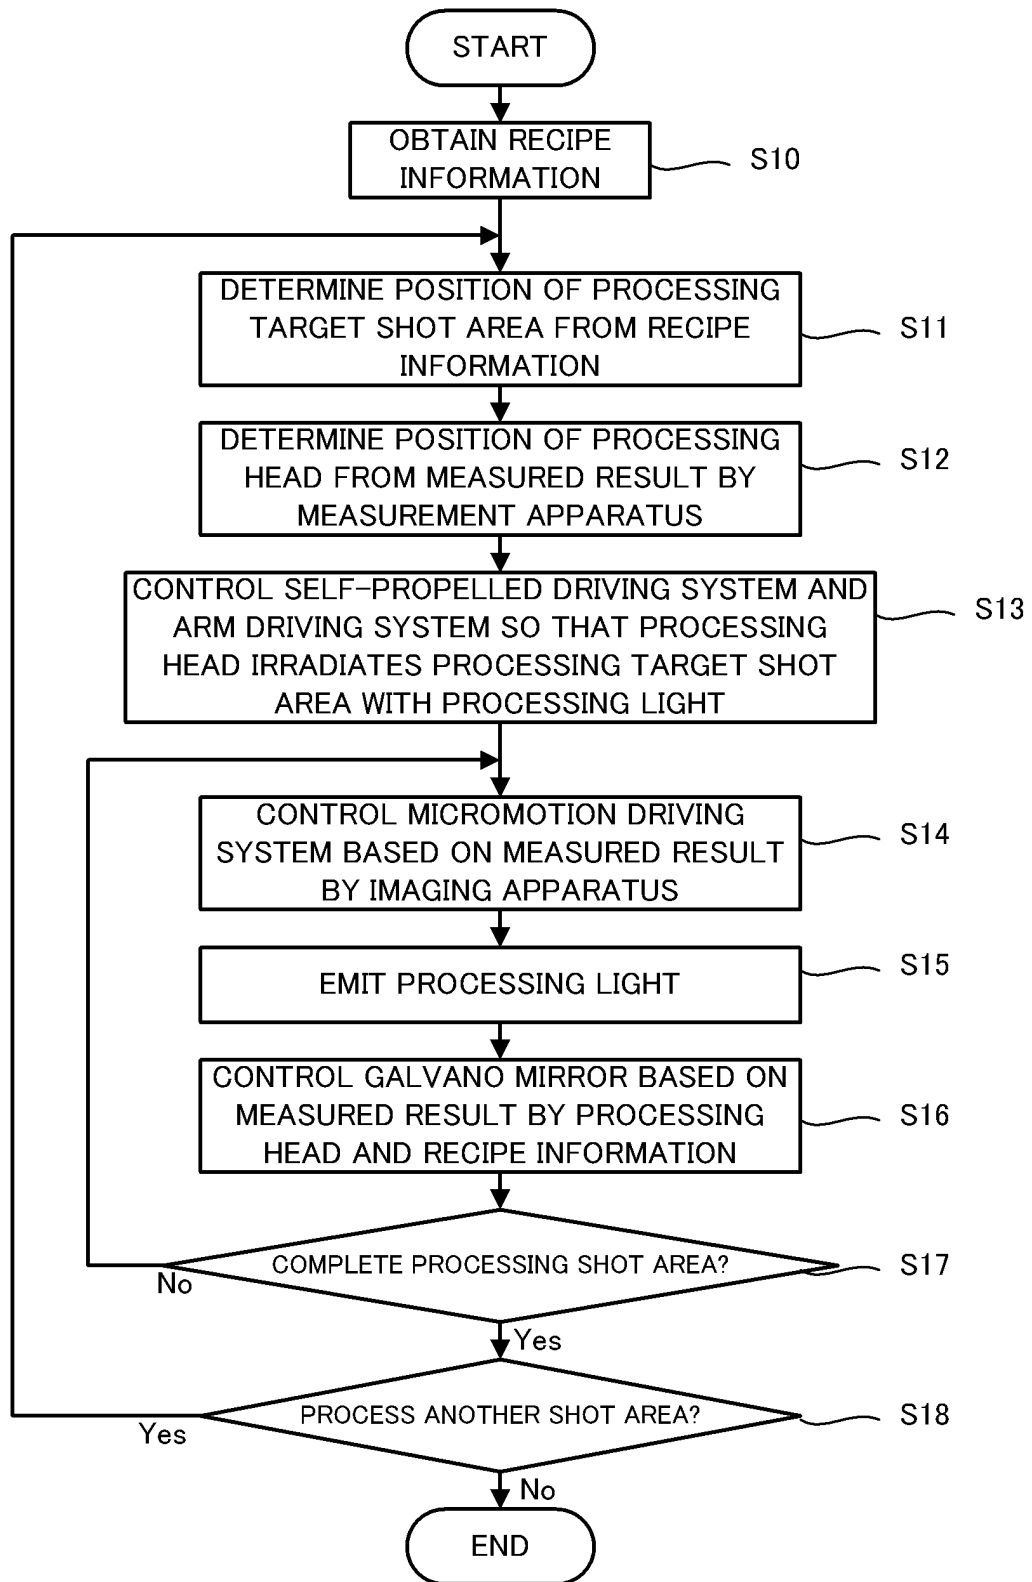 START
OBTAIN RECIPE
INFORMATION
S10
DETERMINE POSITION OF PROCESSING
TARGET SHOT AREA FROM RECIPE
INFORMATION
S11
DETERMINE POSITION OF PROCESSING
HEAD FROM MEASURED RESULT BY
MEASUREMENT APPARATUS
S12
CONTROL SELF-PROPELLED DRIVING SYSTEM AND
ARM DRIVING SYSTEM SO THAT PROCESSING
HEAD IRRADIATES PROCESSING TARGET SHOT
AREA WITH PROCESSING LIGHT
S13
CONTROL MICROMOTION DRIVING
SYSTEM BASED ON MEASURED RESULT
BY IMAGING APPARATUS
S14
EMIT PROCESSING LIGHT
S15
CONTROL GALVANO MIRROR BASED ON
MEASURED RESULT BY PROCESSING
HEAD AND RECIPE INFORMATION
S16
COMPLETE PROCESSING SHOT AREA?
S17
No
Yes
PROCESS ANOTHER SHOT AREA?
S18
Yes
No
END